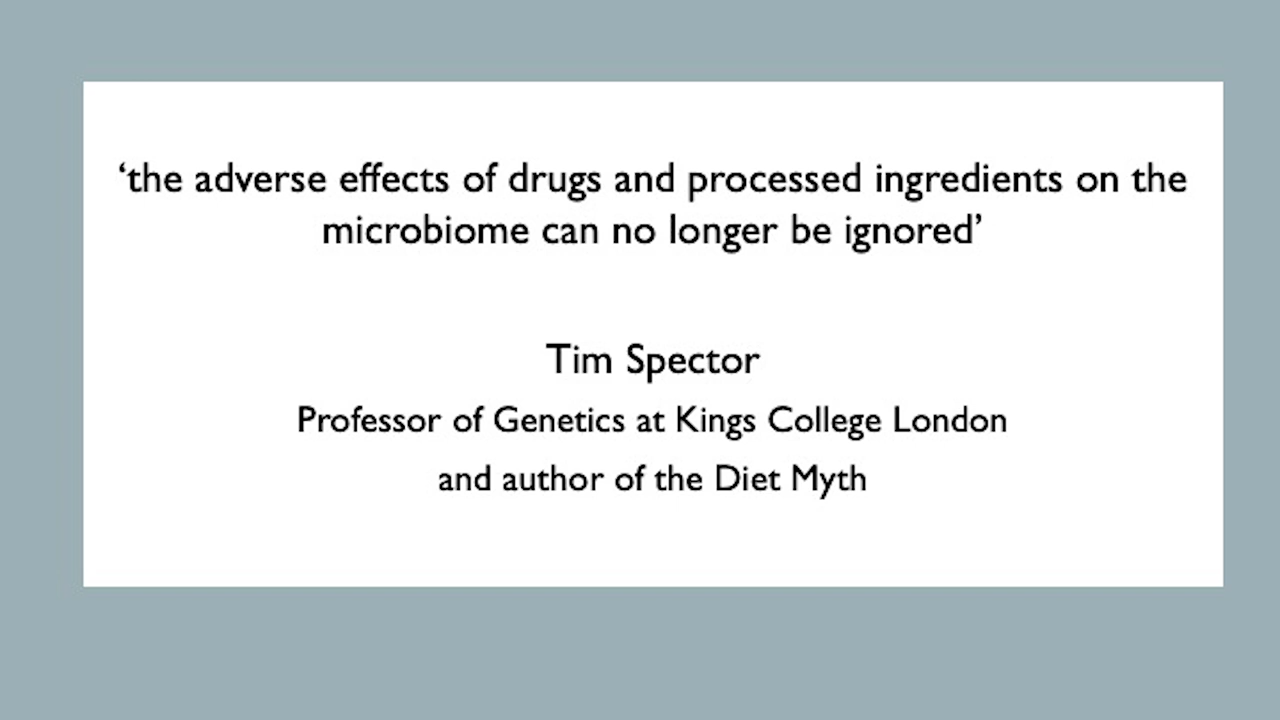 ‘the adverse effects of drugs and processed ingredients on the
microbiome can no longer be ignored’
Tim Spector
Professor of Genetics at Kings College London
and author of the Diet Myth